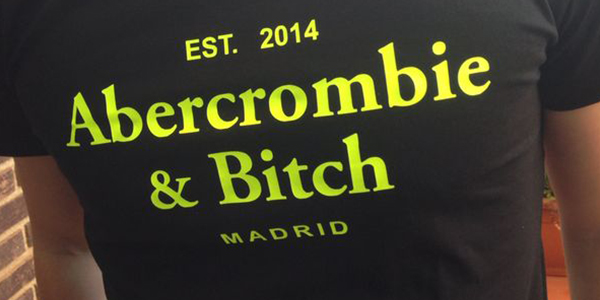 EST. 2014
Abercrombie
& Bitch
MADRID